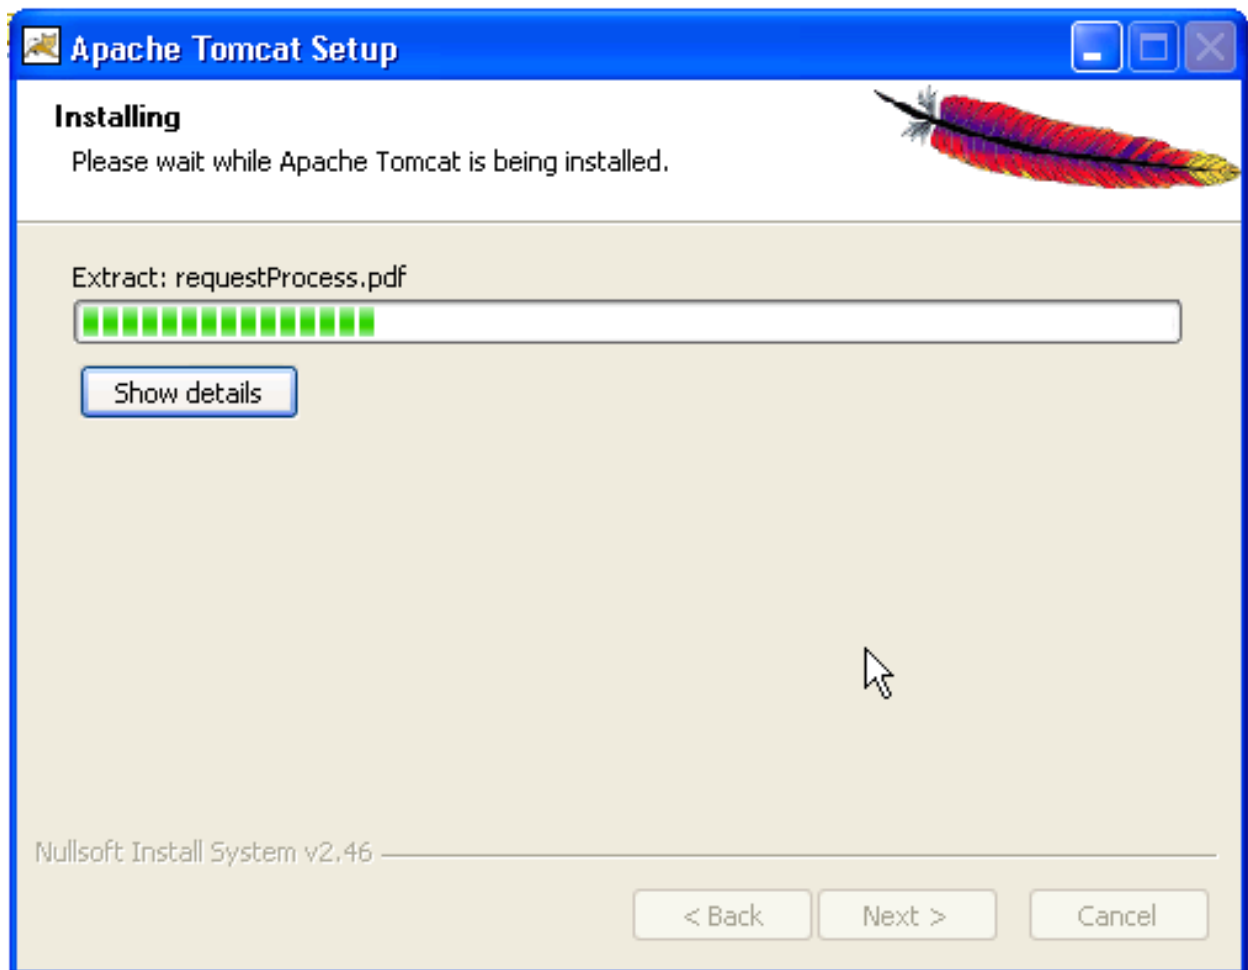 Apache Tomcat Setup
Installing
Please wait while Apache Tomcat is being installed.
Extract: requestProcess.pdf
Show details
Nullsoft Install System v2.46
< Back Next > Cancel